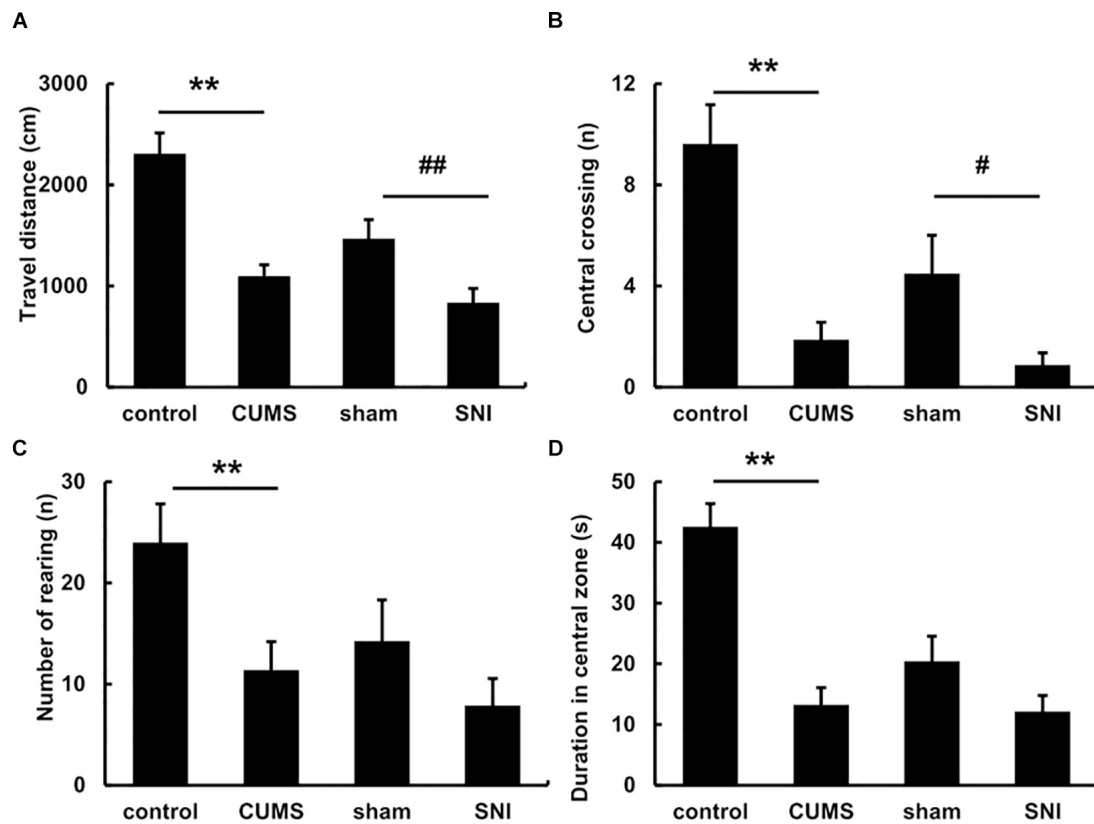 A
Travel distance (cm)
3000
2000
1000
0
**
##
control CUMS sham SNI
B
Central crossing (n)
12
9
6
4
0
**
#
control CUMS sham SNI
C
Number of rearing (n)
30
20
10
0
**
control CUMS sham SNI
D
Duration in central zone (s)
50
40
30
20
10
0
**
control CUMS sham SNI